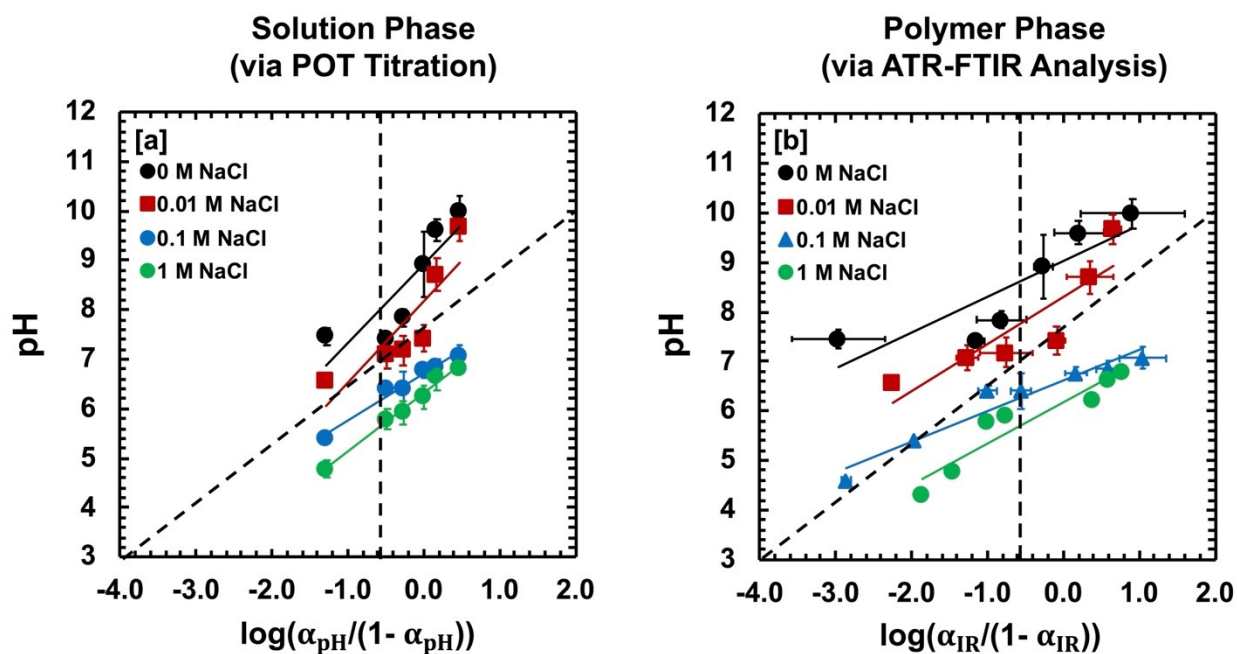 Solution Phase
(via POT Titration)
12
11
10
9
8
7
6
5
4
3
pH
[a]
0 M NaCl
0.01 M NaCl
0.1 M NaCl
1 M NaCl
-4.0 -3.0 -2.0 -1.0 0.0 1.0 2.0
log(αpH/(1- αpH))
Polymer Phase
(via ATR-FTIR Analysis)
12
11
10
9
8
7
6
5
4
3
pH
[b]
0 M NaCl
0.01 M NaCl
0.1 M NaCl
1 M NaCl
-4.0 -3.0 -2.0 -1.0 0.0 1.0 2.0
log(αIR/(1- αIR))